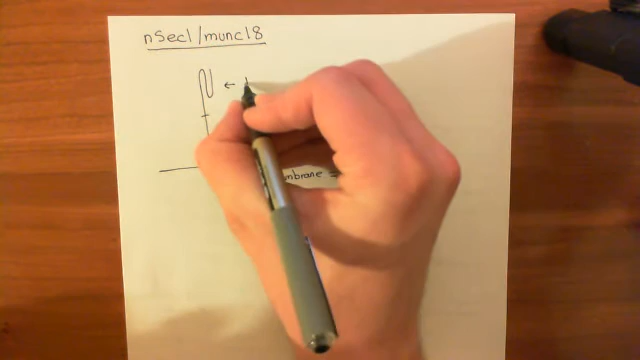 nSec1/munc18
←
mbrane =